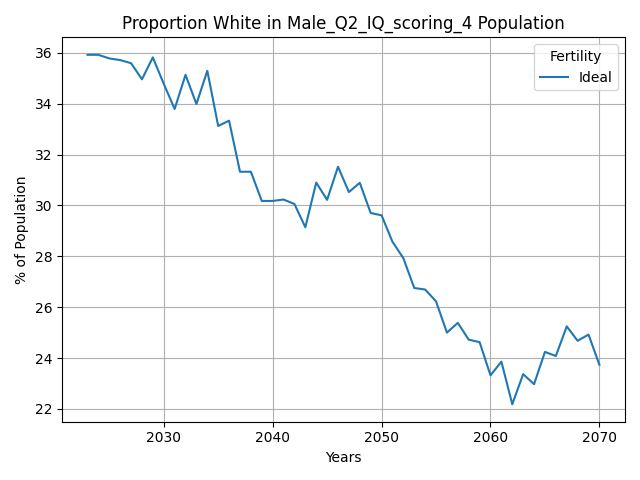 Proportion White in Male_Q2_IQ_scoring_4 Population
Fertility
Ideal
% of Population
36
34
32
30
28
26
24
22
2030
2040
2050
2060
2070
Years